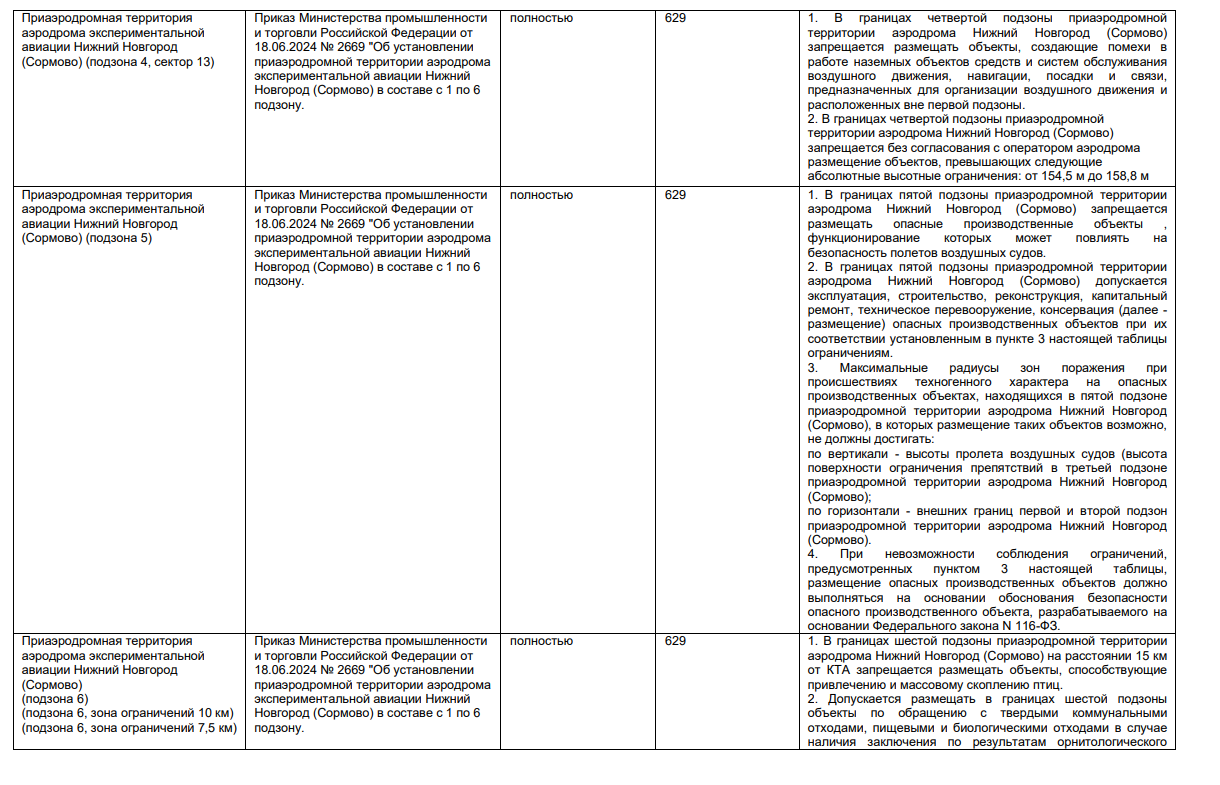 Приаэродромная территория
аэродрома экспериментальной
авиации Нижний Новгород
(Сормово) (подзона 4, сектор 13)
Приказ Министерства промышленности
и торговли Российской Федерации от
18.06.2024 № 2669 "Об установлении
приаэродромной территории аэродрома
экспериментальной авиации Нижний
Новгород (Сормово) в составе с 1 по 6
подзону.
полностью
629
1. В границах четвертой подзоны приаэродромной
территории аэродрома Нижний Новгород (Сормово)
запрещается размещать объекты, создающие помехи в
работе наземных объектов средств и систем обслуживания
воздушного движения, навигации, посадки и связи,
предназначенных для организации воздушного движения и
расположенных вне первой подзоны.
2. В границах четвертой подзоны приаэродромной
территории аэродрома Нижний Новгород (Сормово)
запрещается без согласования с оператором аэродрома
размещение объектов, превышающих следующие
абсолютные высотные ограничения: от 154,5 м до 158,8 м
Приаэродромная территория
аэродрома экспериментальной
авиации Нижний Новгород
(Сормово) (подзона 5)
Приказ Министерства промышленности
и торговли Российской Федерации от
18.06.2024 № 2669 "Об установлении
приаэродромной территории аэродрома
экспериментальной авиации Нижний
Новгород (Сормово) в составе с 1 по 6
подзону.
полностью
629
1. В границах пятой подзоны приаэродромной территории
аэродрома Нижний Новгород (Сормово) запрещается
размещать опасные производственные объекты ,
функционирование которых может повлиять на
безопасность полетов воздушных судов.
2. В границах пятой подзоны приаэродромной территории
аэродрома Нижний Новгород (Сормово) допускается
эксплуатация, строительство, реконструкция, капитальный
ремонт, техническое перевооружение, консервация (далее -
размещение) опасных производственных объектов при их
соответствии установленным в пункте 3 настоящей таблицы
ограничениям.
3. Максимальные радиусы зон поражения при
происшествиях техногенного характера на опасных
производственных объектах, находящихся в пятой подзоне
приаэродромной территории аэродрома Нижний Новгород
(Сормово), в которых размещение таких объектов возможно,
не должны достигать:
по вертикали - высоты пролета воздушных судов (высота
поверхности ограничения препятствий в третьей подзоне
приаэродромной территории аэродрома Нижний Новгород
(Сормово);
по горизонтали - внешних границ первой и второй подзон
приаэродромной территории аэродрома Нижний Новгород
(Сормово).
4. При невозможности соблюдения ограничений,
предусмотренных пунктом 3 настоящей таблицы,
размещение опасных производственных объектов должно
выполняться на основании обоснования безопасности
опасного производственного объекта, разрабатываемого на
основании Федерального закона N 116-ФЗ.
Приаэродромная территория
аэродрома экспериментальной
авиации Нижний Новгород
(Сормово)
(подзона 6)
(подзона 6, зона ограничений 10 км)
(подзона 6, зона ограничений 7,5 км)
Приказ Министерства промышленности
и торговли Российской Федерации от
18.06.2024 № 2669 "Об установлении
приаэродромной территории аэродрома
экспериментальной авиации Нижний
Новгород (Сормово) в составе с 1 по 6
подзону.
полностью
629
1. В границах шестой подзоны приаэродромной территории
аэродрома Нижний Новгород (Сормово) на расстоянии 15 км
от КТА запрещается размещать объекты, способствующие
привлечению и массовому скоплению птиц.
2. Допускается размещать в границах шестой подзоны
объекты по обращению с твердыми коммунальными
отходами, пищевыми и биологическими отходами в случае
наличия заключения по результатам орнитологического